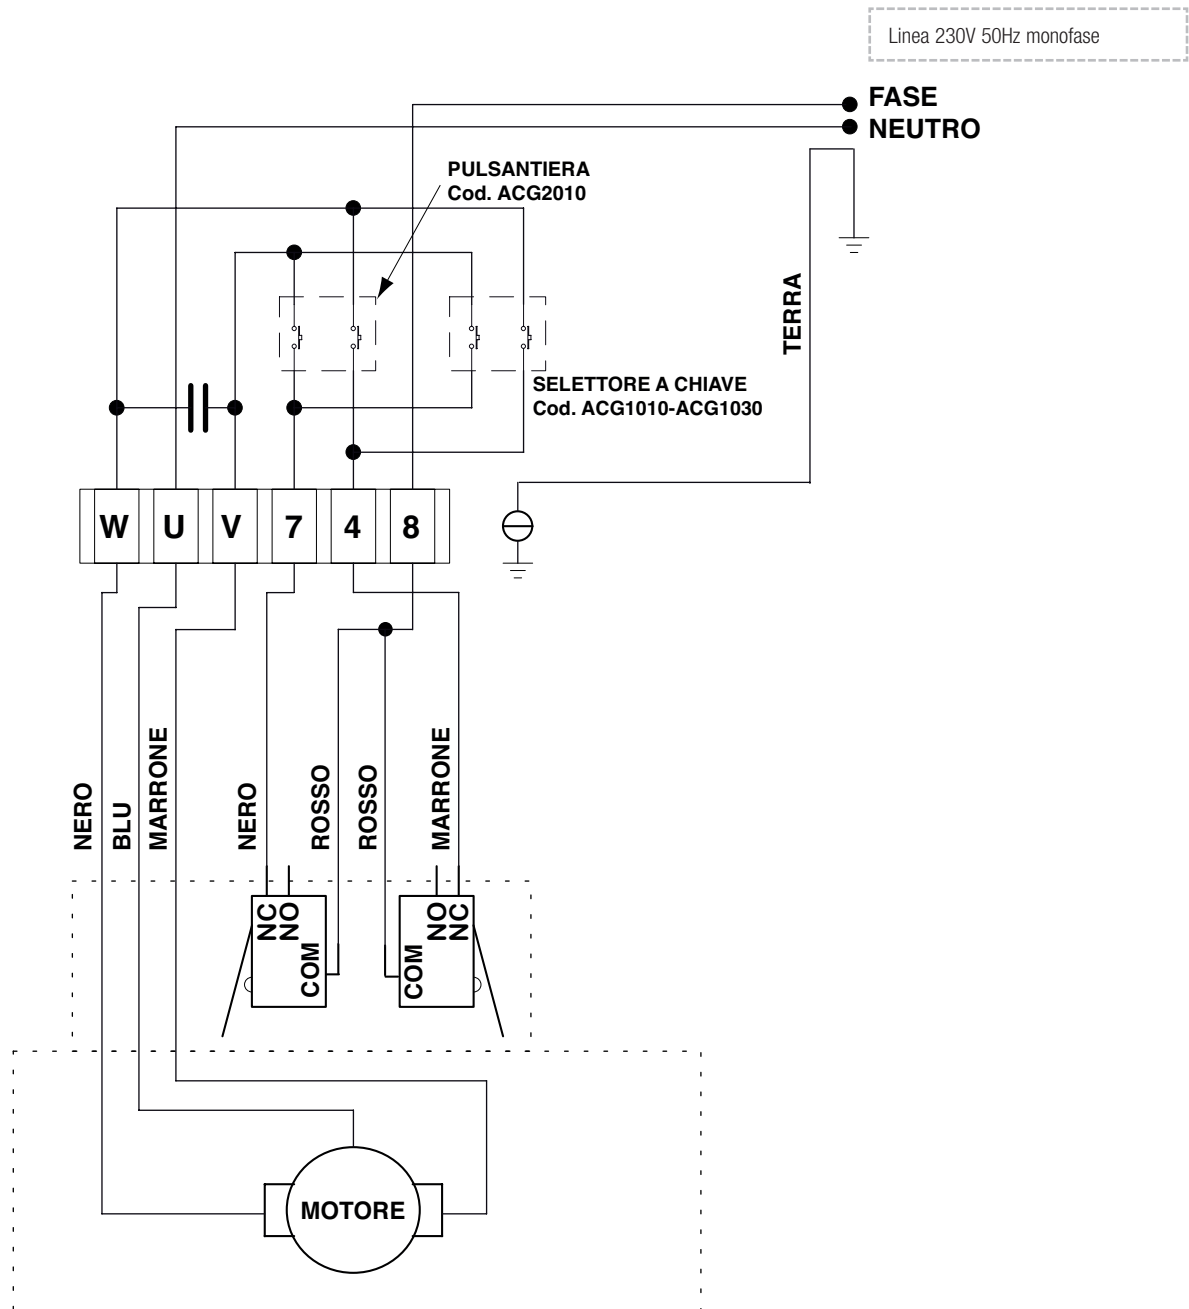 Linea 230V 50Hz monofase
FASE
NEUTRO
PULSANTIERA
Cod. ACG2010
TERRA
SELETTORE A CHIAVE
Cod. ACG1010-ACG1030
W U V 7 4 8
NERO
BLU
MARRONE
NERO
ROSSO
ROSSO
MARRONE
NC
NO
COM
NO
NC
COM
MOTORE